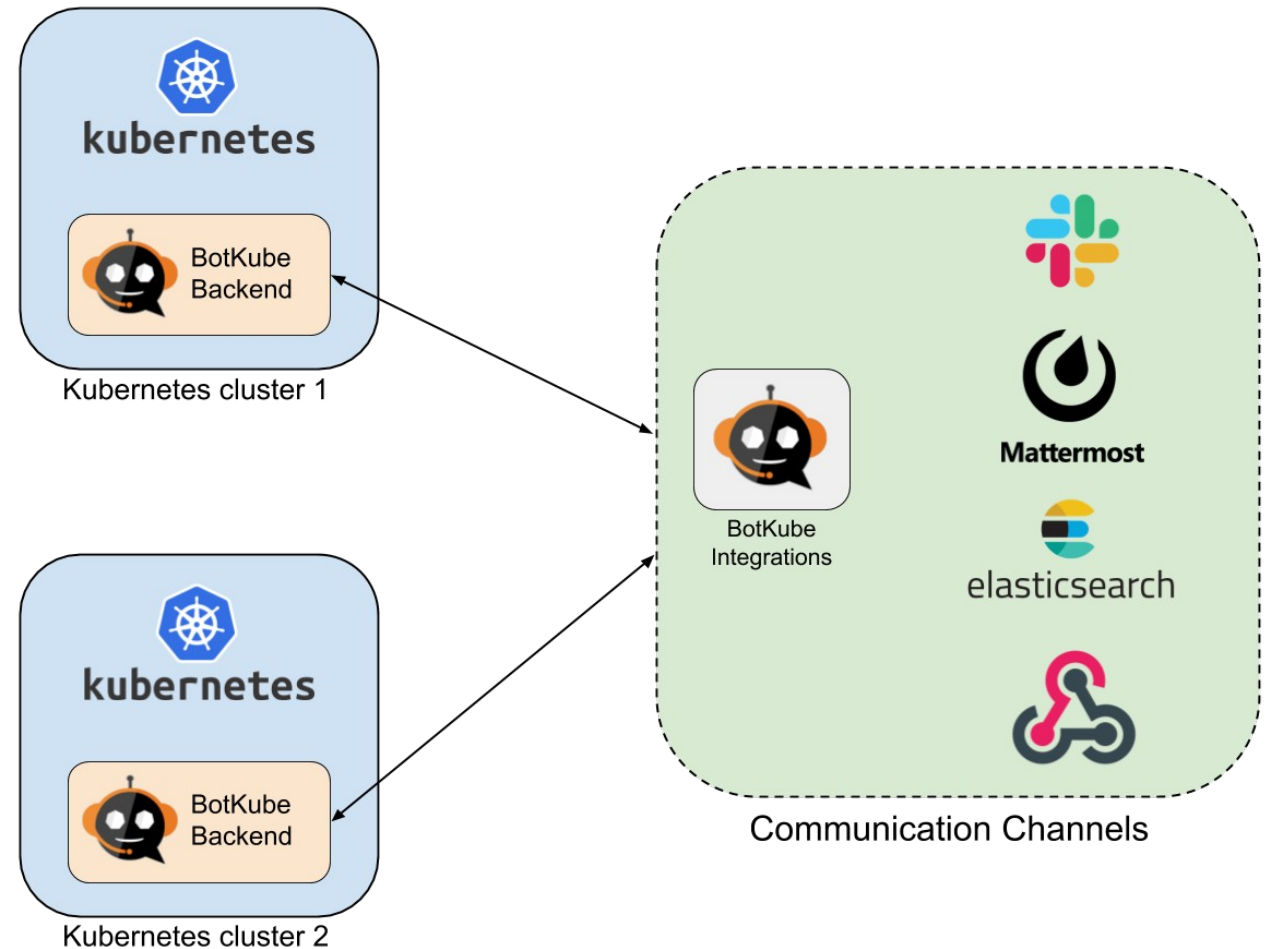 kubernetes
BotKube
Backend
Kubernetes cluster 1
kubernetes
BotKube
Backend
Kubernetes cluster 2
BotKube
Integrations
Mattermost
elasticsearch
Communication Channels